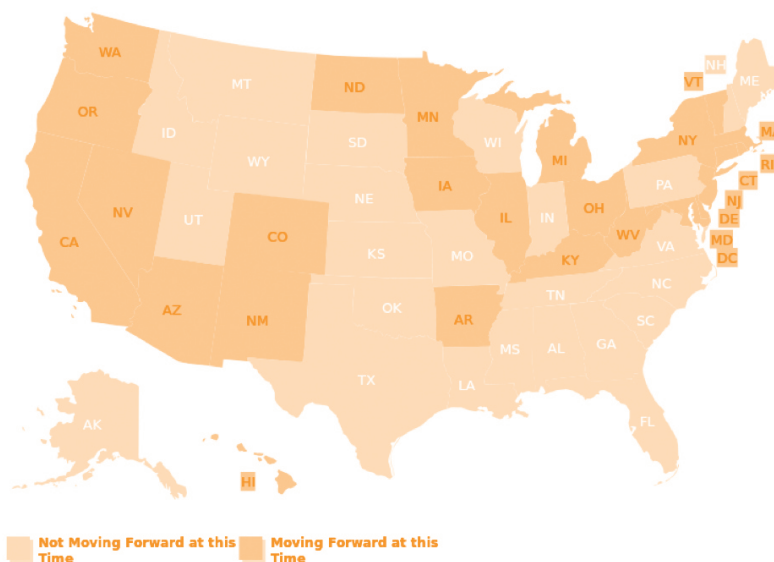 WA
MT
ND
MN
OR
ID
SD
WI
MI
WY
NE
IA
NV
UT
CO
CA
KS
MO
IL
IN
OH
KY
WV
VA
PA
NY
VT
NH
ME
RI
CT
NJ
DE
MD
DC
NC
TN
SC
AZ
NM
OK
AR
MS
AL
GA
TX
LA
FL
AK
HI
Not Moving Forward at this
Time
Moving Forward at this
Time